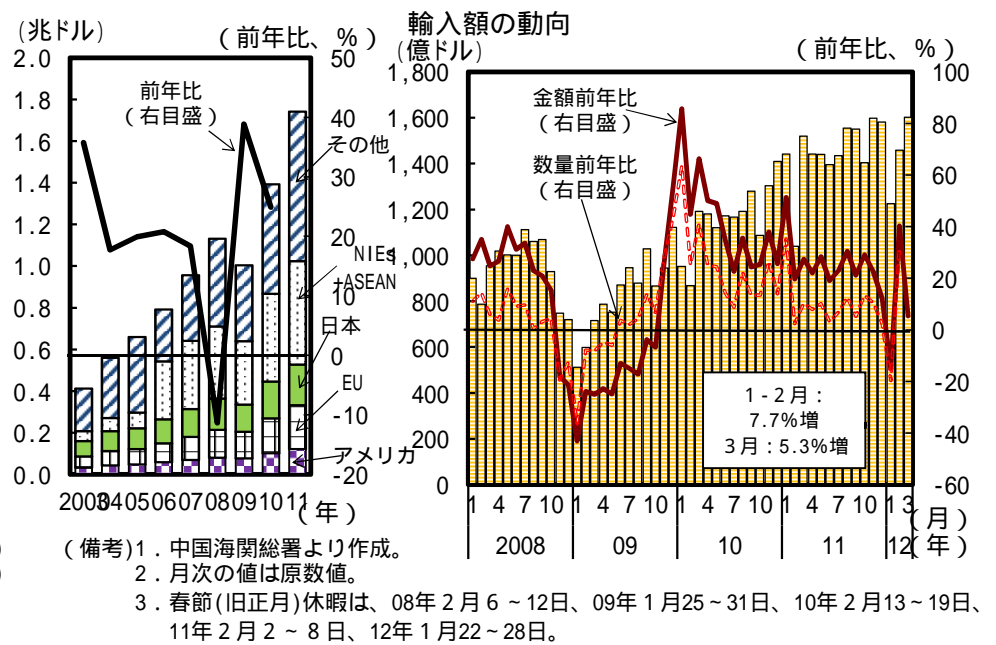 輸入額の動向
(兆ドル)
(前年比、％)
2.0
1.8
1.6
1.4
1.2
1.0
0.8
0.6
0.4
0.2
0.0
50
40
30
20
10
0
-10
-20
前年比
(右目盛)
その他
NIEs
+ASEAN
日本
EU
アメリカ
2003 04 05 06 07 08 09 10 11
(年)
(億ドル)
(前年比、％)
1,800
1,600
1,400
1,200
1,000
800
600
400
200
0
100
80
60
40
20
0
-20
-40
-60
金額前年比
(右目盛)
数量前年比
(右目盛)
1-2月：
7.7%増
3月：5.3%増
1 4 7 10 1 4 7 10 1 4 7 10 1 4 7 10 1 3
(月)
2008 09 10 11 12
(年)
(備考)1．中国海関総署より作成。
2．月次の値は原数値。
3．春節(旧正月)休暇は、08年2月6～12日、09年1月25～31日、10年2月13～19日、
11年2月2～8日、12年1月22～28日。